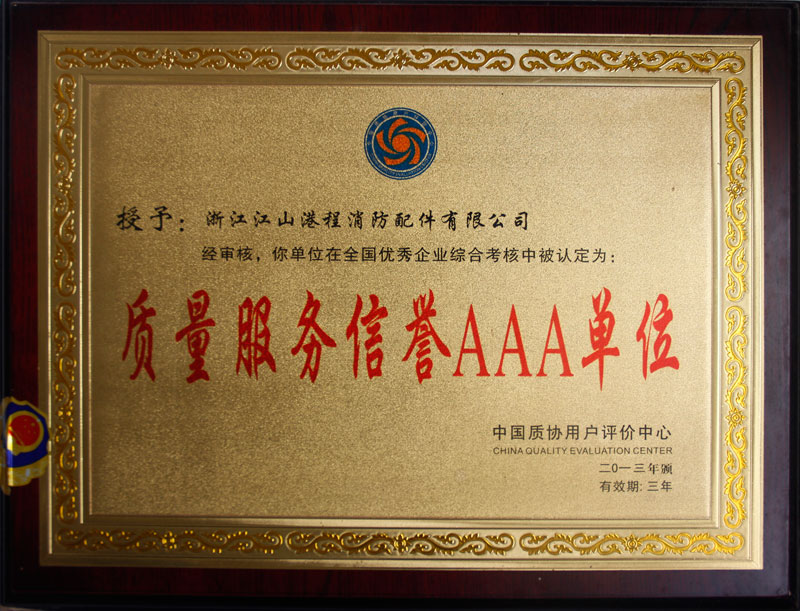 授予：浙江江山港程消防配件有限公司
经审核，你单位在全国优秀企业综合考核中被认定为：
质量服务信誉AAA单位
中国质协用户评价中心
CHINA QUALITY EVALUATION CENTER
二0一三年颁
有效期: 三年